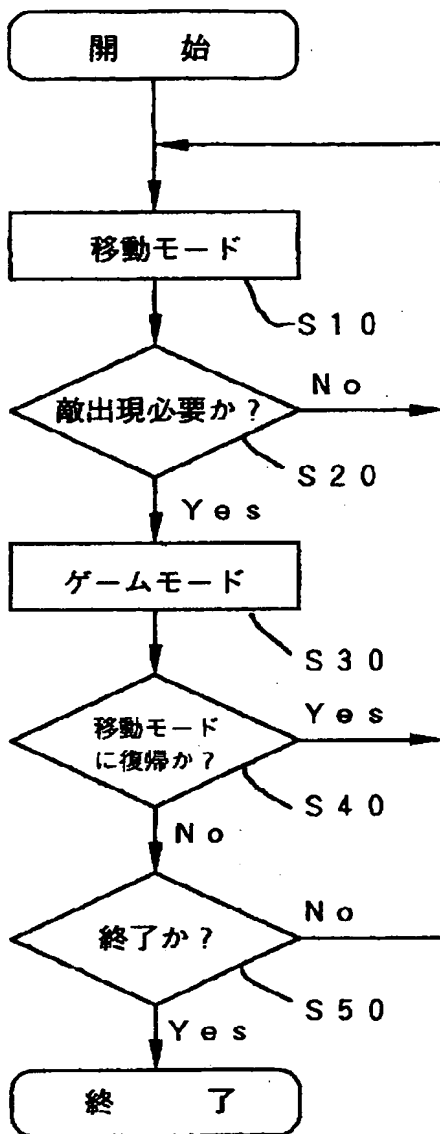 開 始
移動モード
S10
敵出現必要か?
No
S20
Yes
ゲームモード
S30
移動モード
に復帰か?
Yes
S40
No
終了か?
No
S50
Yes
終 了